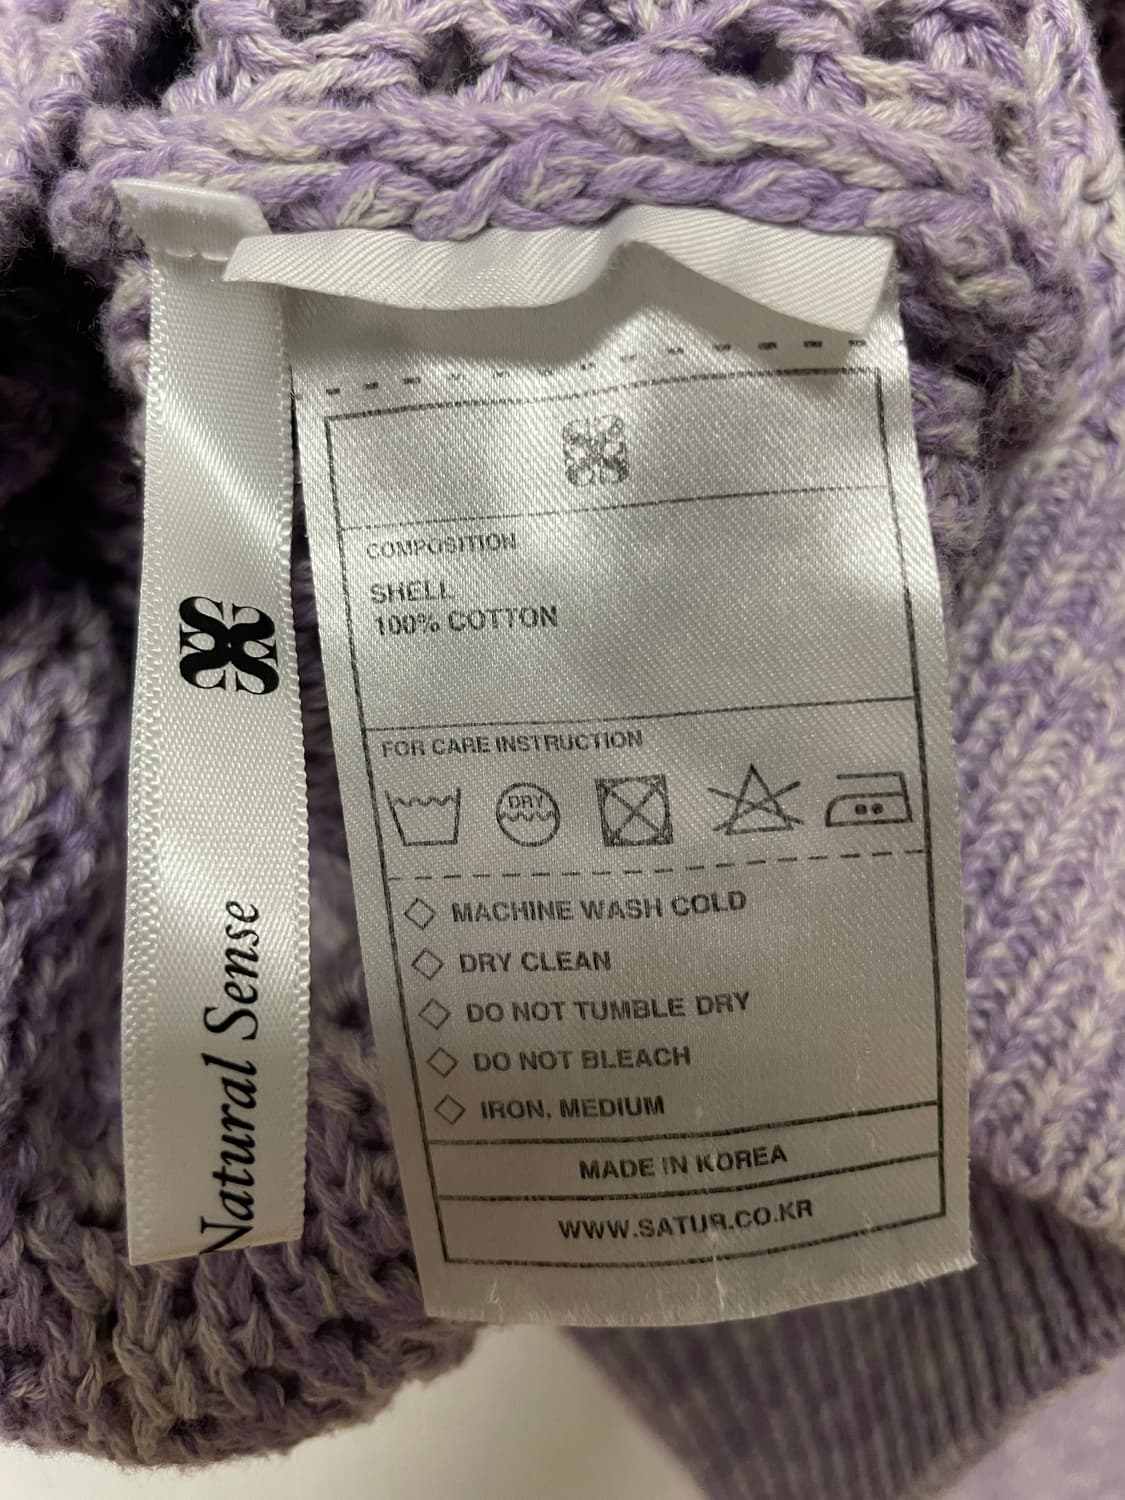 Natural Sense
COMPOSITION
SHELL
100% COTTON
FOR CARE INSTRUCTION
DRY
MACHINE WASH COLD
DRY CLEAN
DO NOT TUMBLE DRY
DO NOT BLEACH
IRON. MEDIUM
MADE IN KOREA
WWW.SATUR.CO.KR